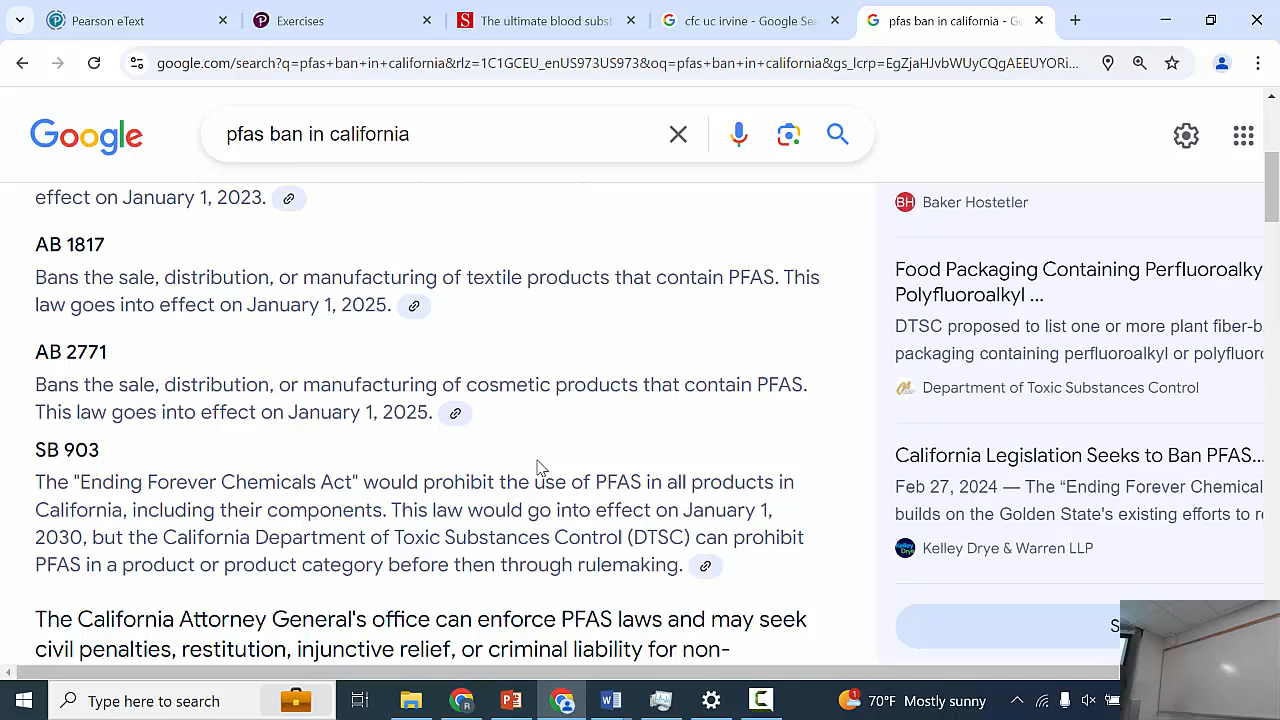 Pearson eText
Exercises
The ultimate blood subst
cfc uc irvine - Google Sea
pfas ban in california - Go
google.com/search?q=pfas+ban+in+california&rlz=1C1GCEU_enUS973US973&oq=pfas+ban+in+california&gs_lcrp=EgZjaHJvbWUyCQgAEEUYORi...
Google
pfas ban in california
effect on January 1, 2023.
AB 1817
Bans the sale, distribution, or manufacturing of textile products that contain PFAS. This
law goes into effect on January 1, 2025.
AB 2771
Bans the sale, distribution, or manufacturing of cosmetic products that contain PFAS.
This law goes into effect on January 1, 2025.
SB 903
The "Ending Forever Chemicals Act" would prohibit the use of PFAS in all products in
California, including their components. This law would go into effect on January 1,
2030, but the California Department of Toxic Substances Control (DTSC) can prohibit
PFAS in a product or product category before then through rulemaking.
The California Attorney General's office can enforce PFAS laws and may seek
civil penalties, restitution, injunctive relief, or criminal liability for non-
BH Baker Hostetler
Food Packaging Containing Perfluoroalky
Polyfluoroalkyl ...
DTSC proposed to list one or more plant fiber-b
packaging containing perfluoroalkyl or polyfluoro
Department of Toxic Substances Control
California Legislation Seeks to Ban PFAS...
Feb 27, 2024 — The “Ending Forever Chemical
builds on the Golden State's existing efforts to re
Kelley Drye & Warren LLP
S
Type here to search
70°F Mostly sunny